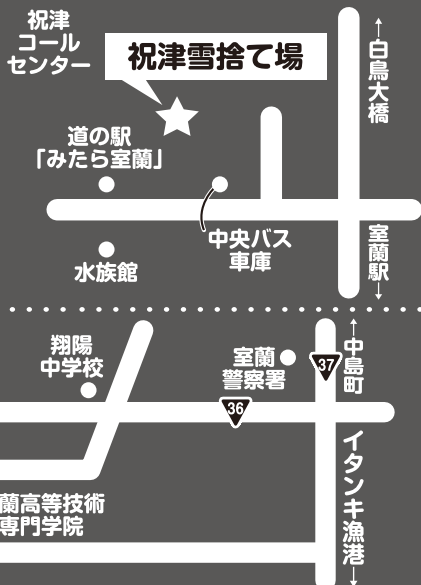 祝津
コール
センター
祝津雪捨て場
↑白鳥大橋
道の駅
「みたら室蘭」
中央バス
車庫
水族館
室蘭駅↓
翔陽
中学校
室蘭
警察署
37
↑中島町
36
イタンキ漁港↓
蘭高等技術
専門学院